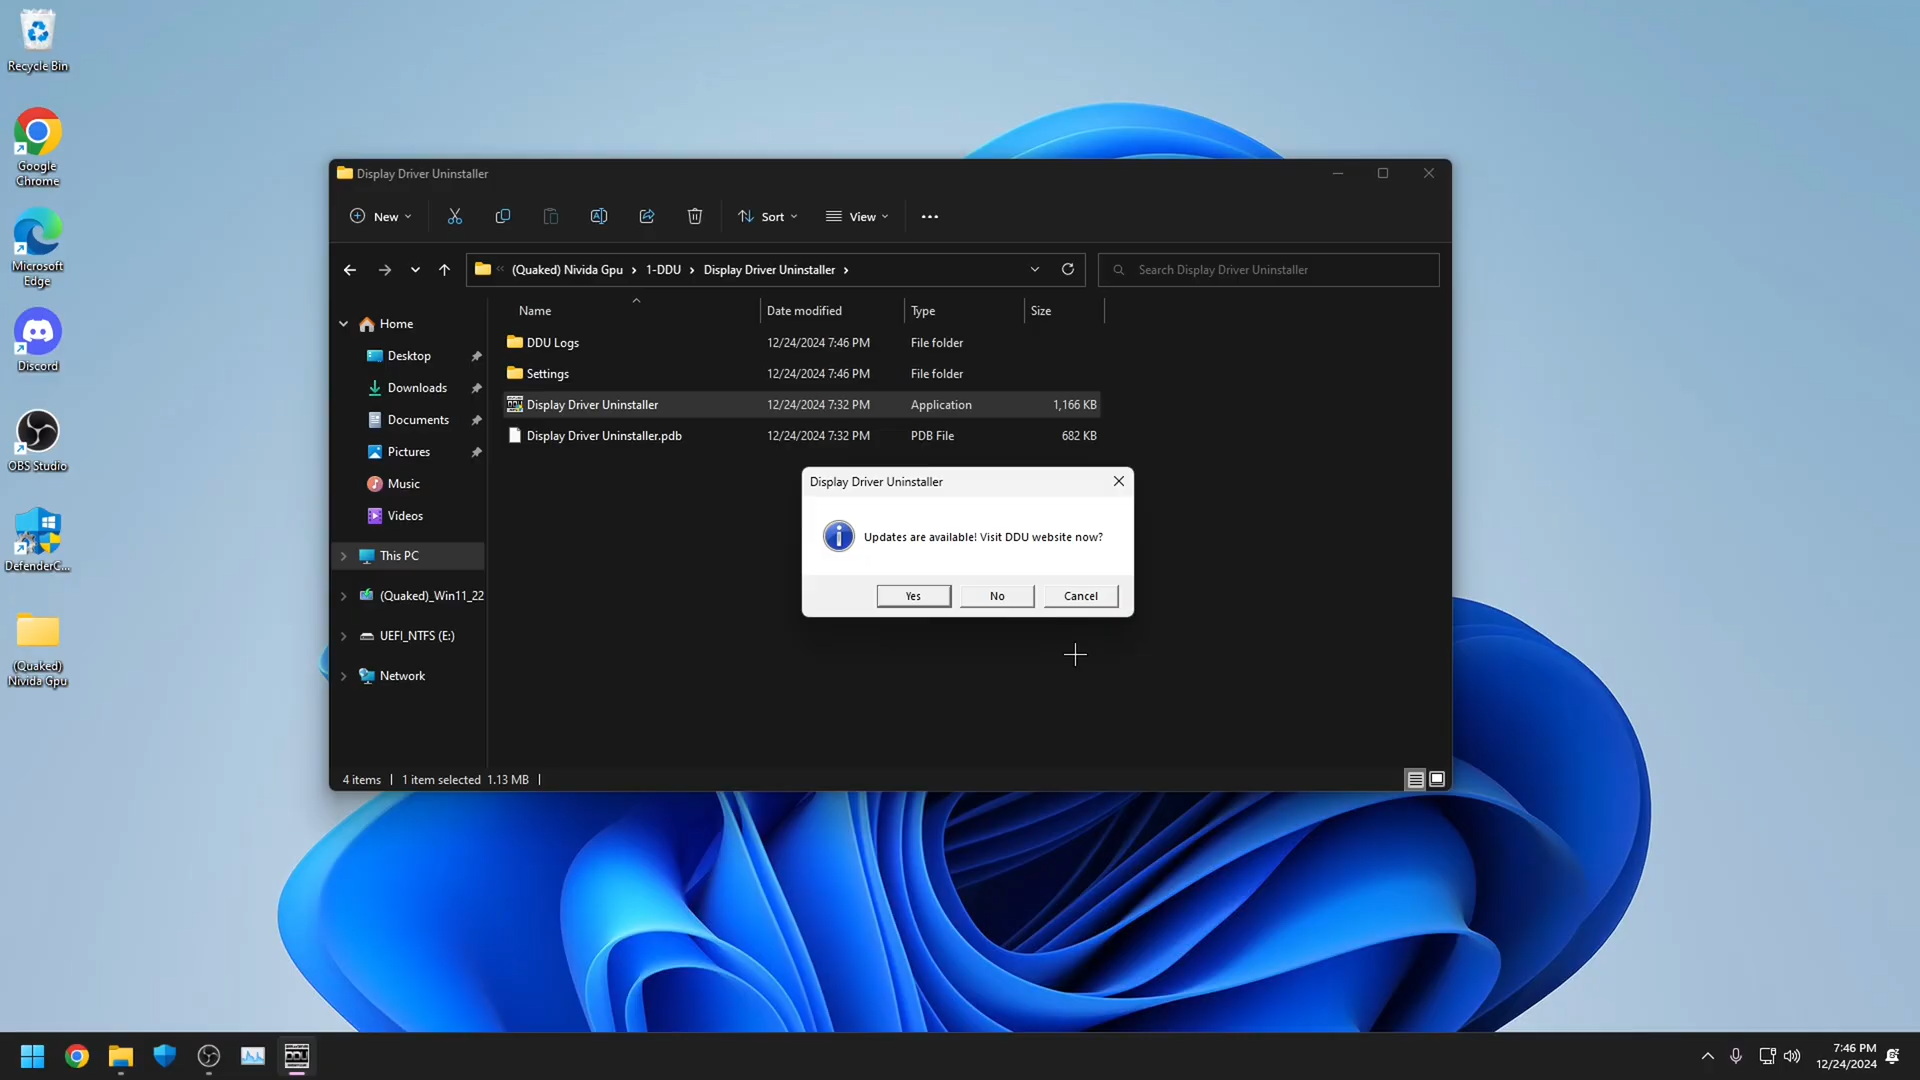 Recycle Bin
Google
Chrome
Microsoft
Edge
Discord
OBS Studio
DefenderC...
(Quaked)
Nivida Gpu
Display Driver Uninstaller
New
Sort
View
(Quaked) Nivida Gpu > 1-DDU > Display Driver Uninstaller >
Search Display Driver Uninstaller
Home
Desktop
Downloads
Documents
Pictures
Music
Videos
This PC
(Quaked)_Win11_22
UEFI_NTFS (E:)
Network
Name Date modified Type Size
DDU Logs 12/24/2024 7:46 PM File folder
Settings 12/24/2024 7:46 PM File folder
Display Driver Uninstaller 12/24/2024 7:32 PM Application 1,166 KB
Display Driver Uninstaller.pdb 12/24/2024 7:32 PM PDB File 682 KB
Display Driver Uninstaller
Updates are available! Visit DDU website now?
Yes No Cancel
4 items | 1 item selected 1.13 MB |
DDU
7:46 PM
12/24/2024